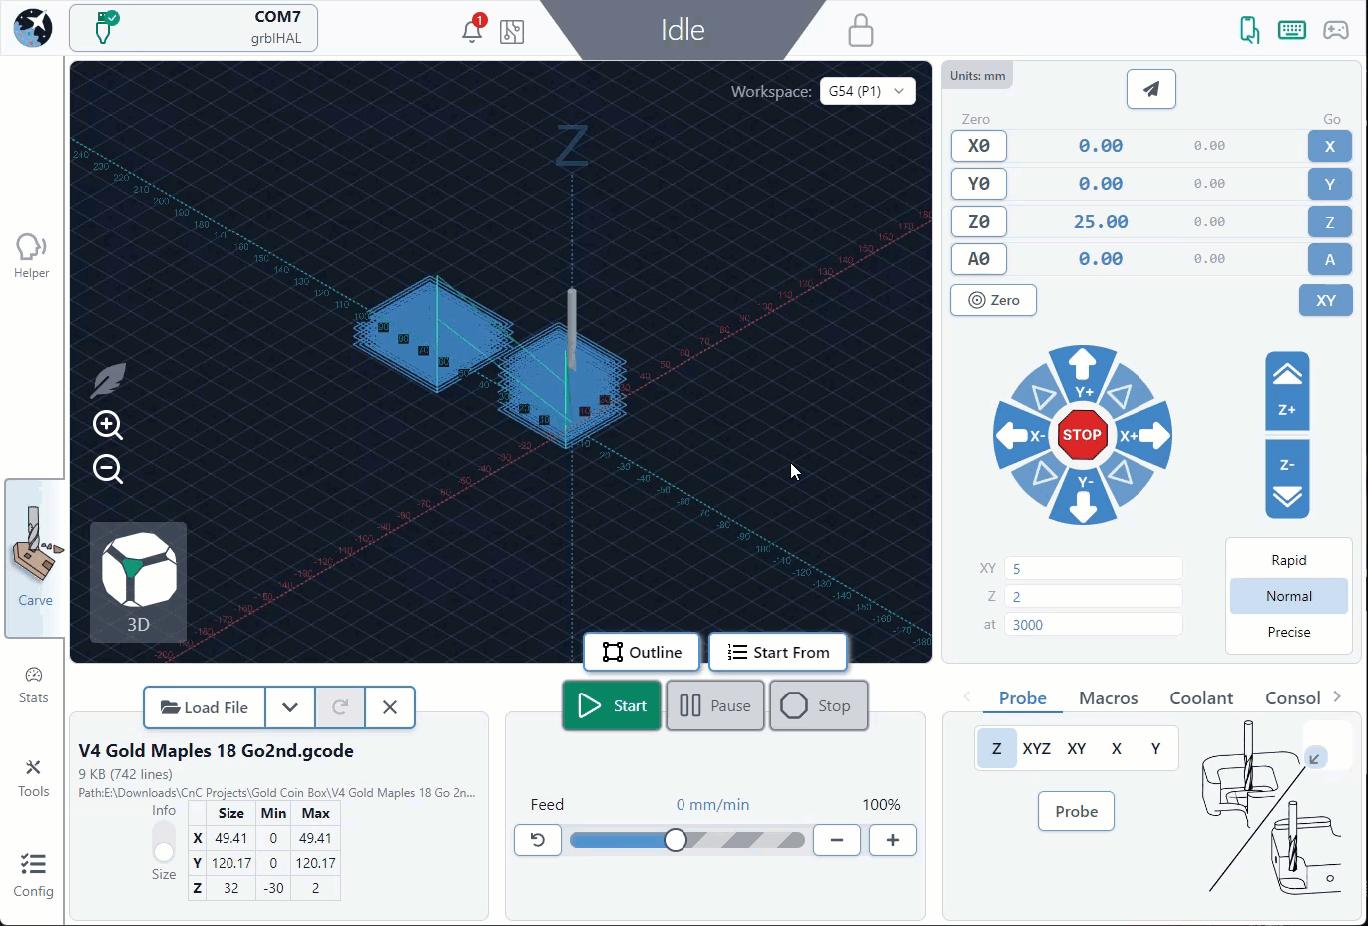 COM7
grblHAL
1
Idle
Workspace:
G54 (P1)
Z
Units: mm
Zero
Go
X0
0.00
0.00
X
Y0
0.00
0.00
Y
Z0
25.00
0.00
Z
A0
0.00
0.00
A
Zero
XY
Y+
X-
STOP
X+
Y-
Z+
Z-
XY
5
Z
2
at
3000
Rapid
Normal
Precise
Helper
Carve
Stats
Tools
Config
3D
Outline
Start From
Load File
Start
Pause
Stop
V4 Gold Maples 18 Go2nd.gcode
9 KB (742 lines)
Path:E:\Downloads\CnC Projects\Gold Coin Box\V4 Gold Maples 18 Go 2n...
Info
Size
Size Min Max
X 49.41 0 49.41
Y 120.17 0 120.17
Z 32 -30 2
Feed
0 mm/min
100%
Probe
Macros
Coolant
Consol
Z
XYZ
XY
X
Y
Probe